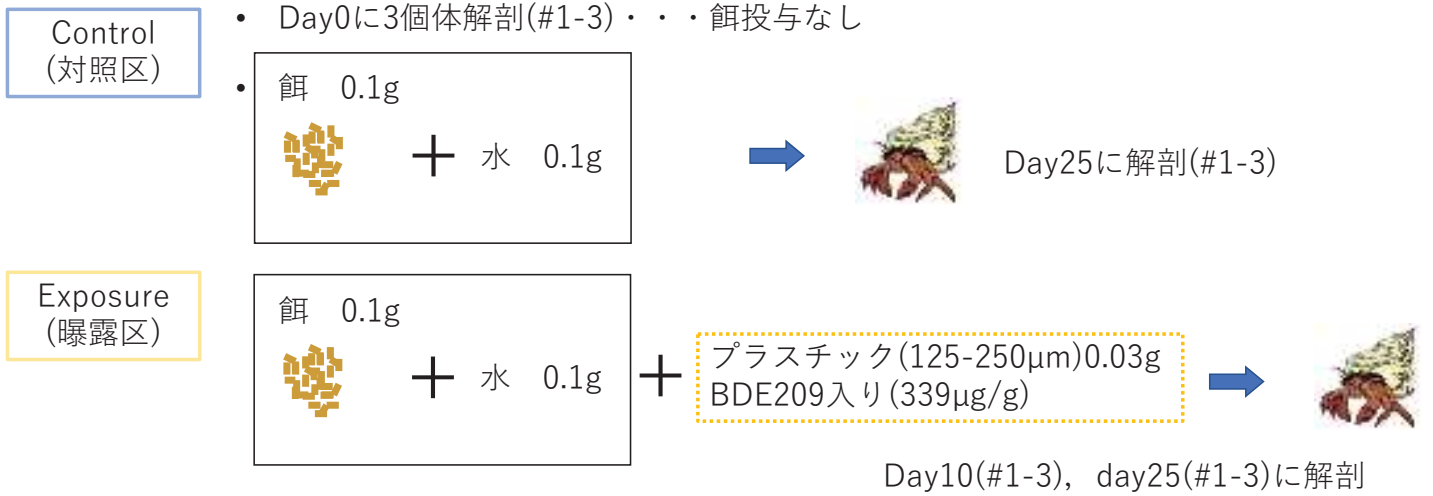 Control
(対照区)
• Day0に3個体解剖(#1-3)・・・餌投与なし
•
餌 0.1g
+ 水 0.1g
Day25に解剖(#1-3)
Exposure
(曝露区)
餌 0.1g
+ 水 0.1g
+
プラスチック(125-250μm)0.03g
BDE209入り(339μg/g)
Day10(#1-3), day25(#1-3)に解剖